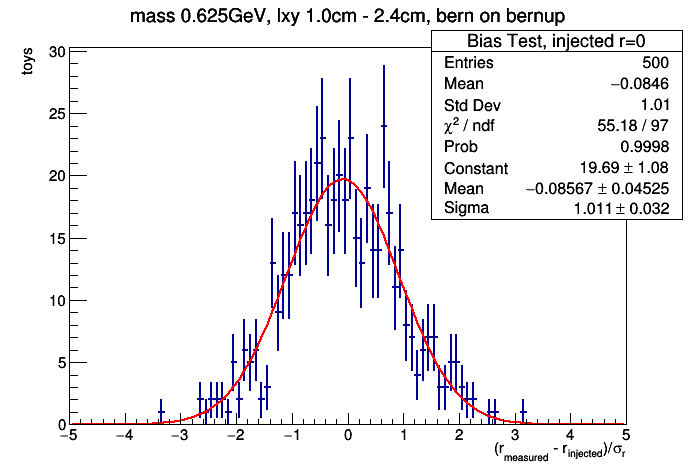 mass 0.625GeV, lxy 1.0cm - 2.4cm, bern on bernup
toys
Bias Test, injected r=0
Entries 500
Mean −0.0846
Std Dev 1.01
χ² / ndf 55.18 / 97
Prob 0.9998
Constant 19.69 ± 1.08
Mean −0.08567 ± 0.04525
Sigma 1.011 ± 0.032
30
25
20
15
10
5
0
−5 −4 −3 −2 −1 0 1 2 3 4 5
(r_measured - r_injected)/σ_r